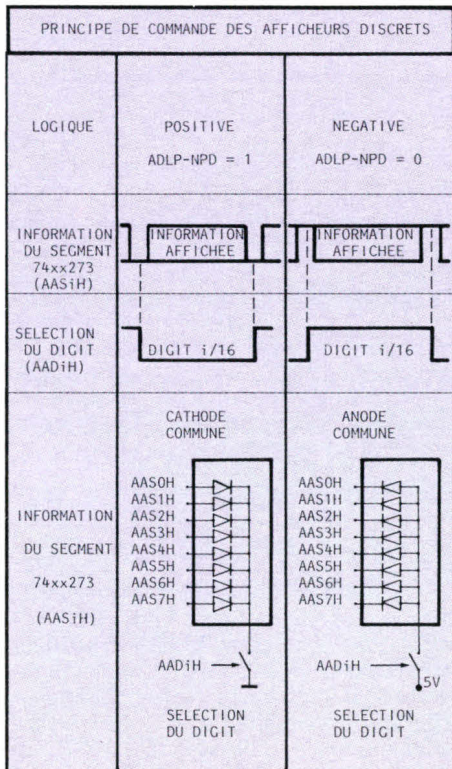 PRINCIPE DE COMMANDE DES AFFICHEURS DISCRETS
LOGIQUE
POSITIVE
ADLP-NPD = 1
NEGATIVE
ADLP-NPD = 0
INFORMATION
DU SEGMENT
74xx273
(AASiH)
INFORMATION
AFFICHEE
INFORMATION
AFFICHEE
SELECTION
DU DIGIT
(AADiH)
DIGIT i/16
DIGIT i/16
INFORMATION
DU SEGMENT
74xx273
(AASiH)
CATHODE
COMMUNE
AAS0H
AAS1H
AAS2H
AAS3H
AAS4H
AAS5H
AAS6H
AAS7H
AADiH
SELECTION
DU DIGIT
ANODE
COMMUNE
AAS0H
AAS1H
AAS2H
AAS3H
AAS4H
AAS5H
AAS6H
AAS7H
AADiH
5V
SELECTION
DU DIGIT